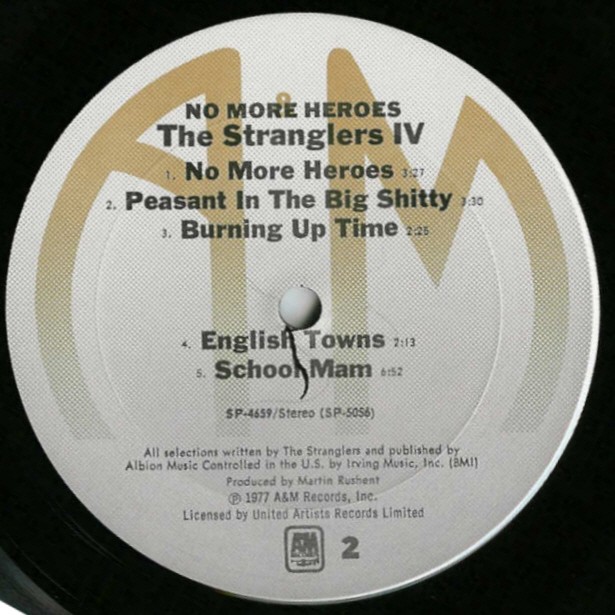 A&M
NO MORE HEROES
The Stranglers IV
1. No More Heroes 3:27
2. Peasant In The Big Shitty 3:30
3. Burning Up Time 2:25
4. English Towns 2:13
5. School Mam 6:52
SP-4659/Stereo (SP-5056)
All selections written by The Stranglers and published by
Albion Music Controlled in the U.S. by Irving Music, Inc. (BMI)
Produced by Martin Rushent
℗ 1977 A&M Records, Inc.
Licensed by United Artists Records Limited
2